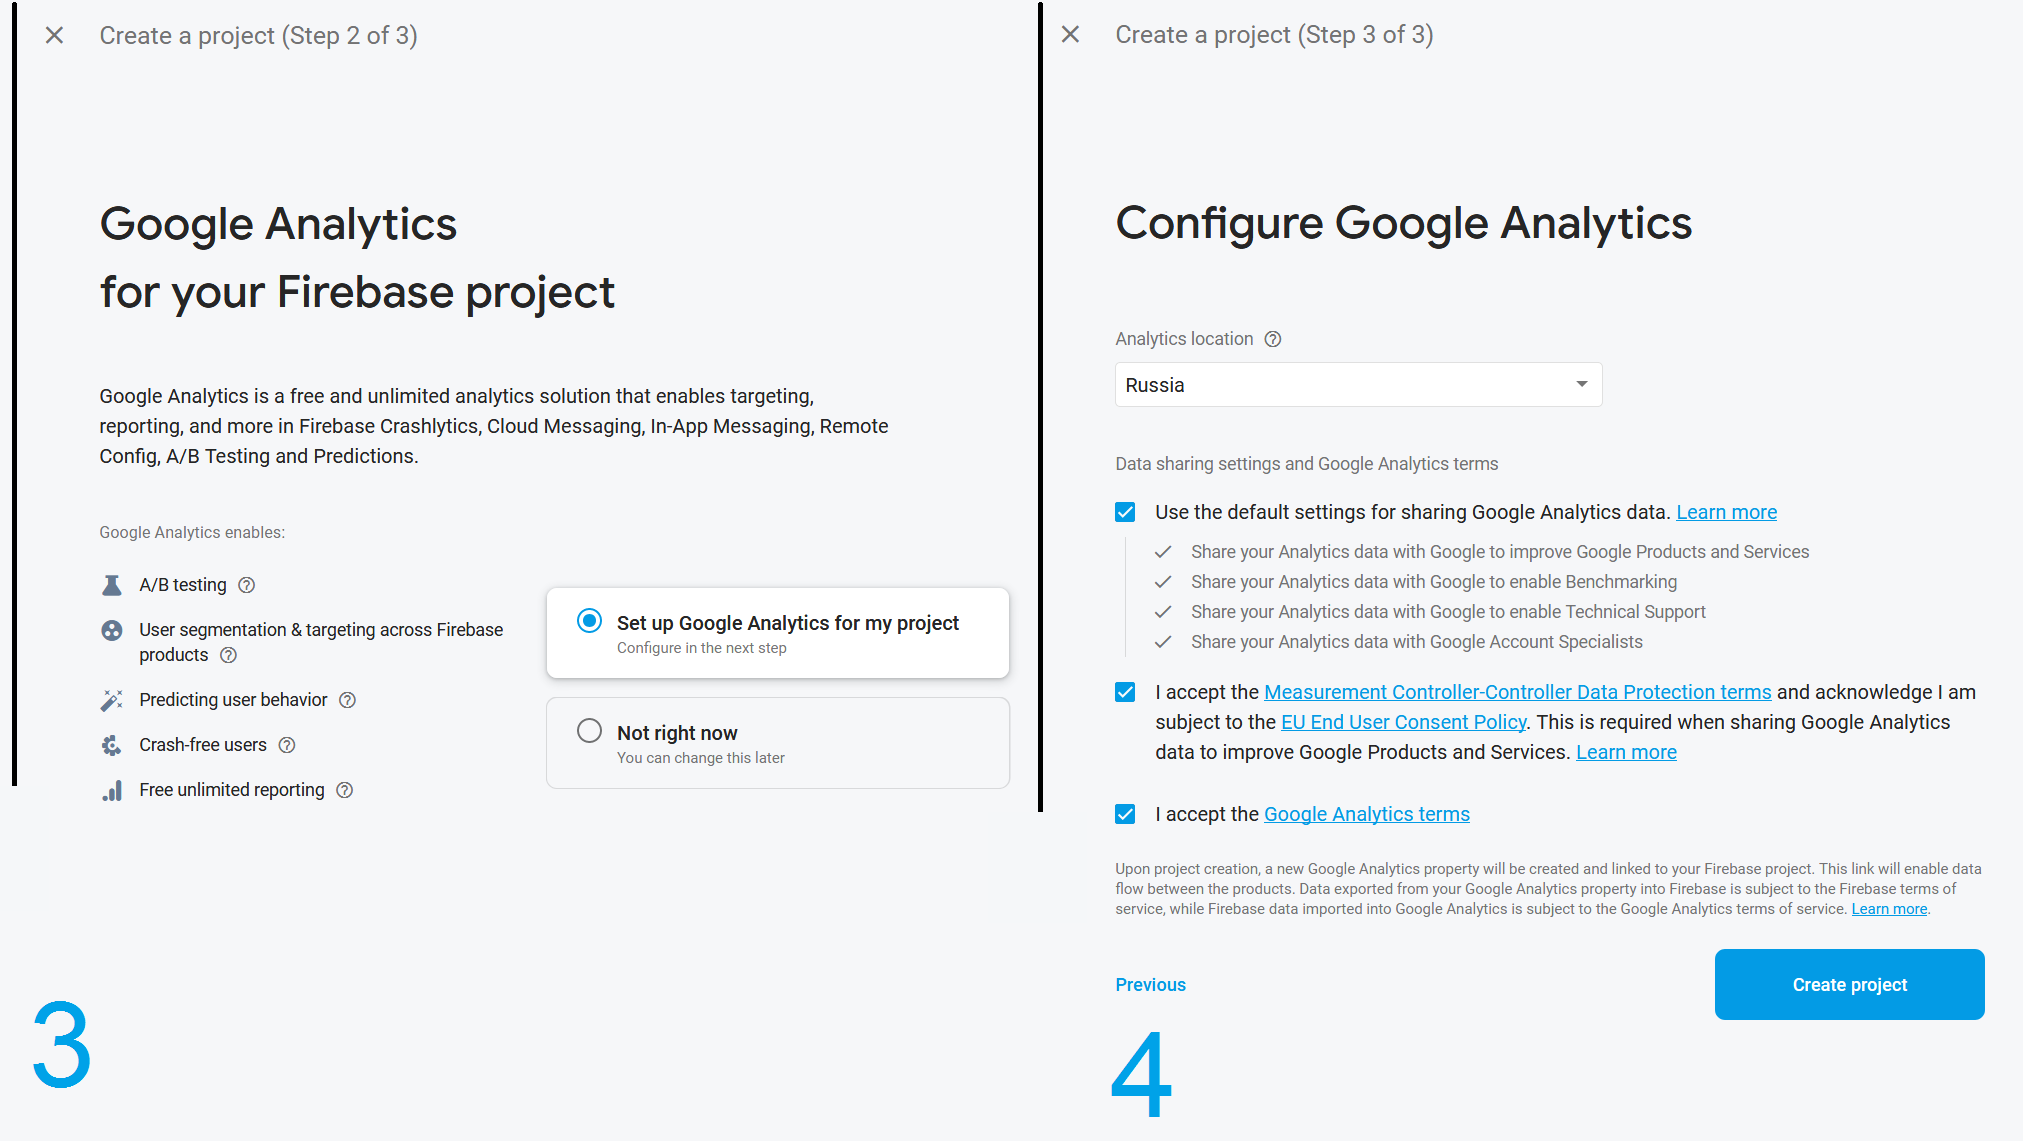 Create a project (Step 2 of 3)
Google Analytics
for your Firebase project
Google Analytics is a free and unlimited analytics solution that enables targeting,
reporting, and more in Firebase Crashlytics, Cloud Messaging, In-App Messaging, Remote
Config, A/B Testing and Predictions.
Google Analytics enables:
A/B testing
User segmentation & targeting across Firebase
products
Predicting user behavior
Crash-free users
Free unlimited reporting
Set up Google Analytics for my project
Configure in the next step
Not right now
You can change this later
3
Create a project (Step 3 of 3)
Configure Google Analytics
Analytics location
Russia
Data sharing settings and Google Analytics terms
Use the default settings for sharing Google Analytics data. Learn more
Share your Analytics data with Google to improve Google Products and Services
Share your Analytics data with Google to enable Benchmarking
Share your Analytics data with Google to enable Technical Support
Share your Analytics data with Google Account Specialists
I accept the Measurement Controller-Controller Data Protection terms and acknowledge I am
subject to the EU End User Consent Policy. This is required when sharing Google Analytics
data to improve Google Products and Services. Learn more
I accept the Google Analytics terms
Upon project creation, a new Google Analytics property will be created and linked to your Firebase project. This link will enable data
flow between the products. Data exported from your Google Analytics property into Firebase is subject to the Firebase terms of
service, while Firebase data imported into Google Analytics is subject to the Google Analytics terms of service. Learn more.
Previous
Create project
4